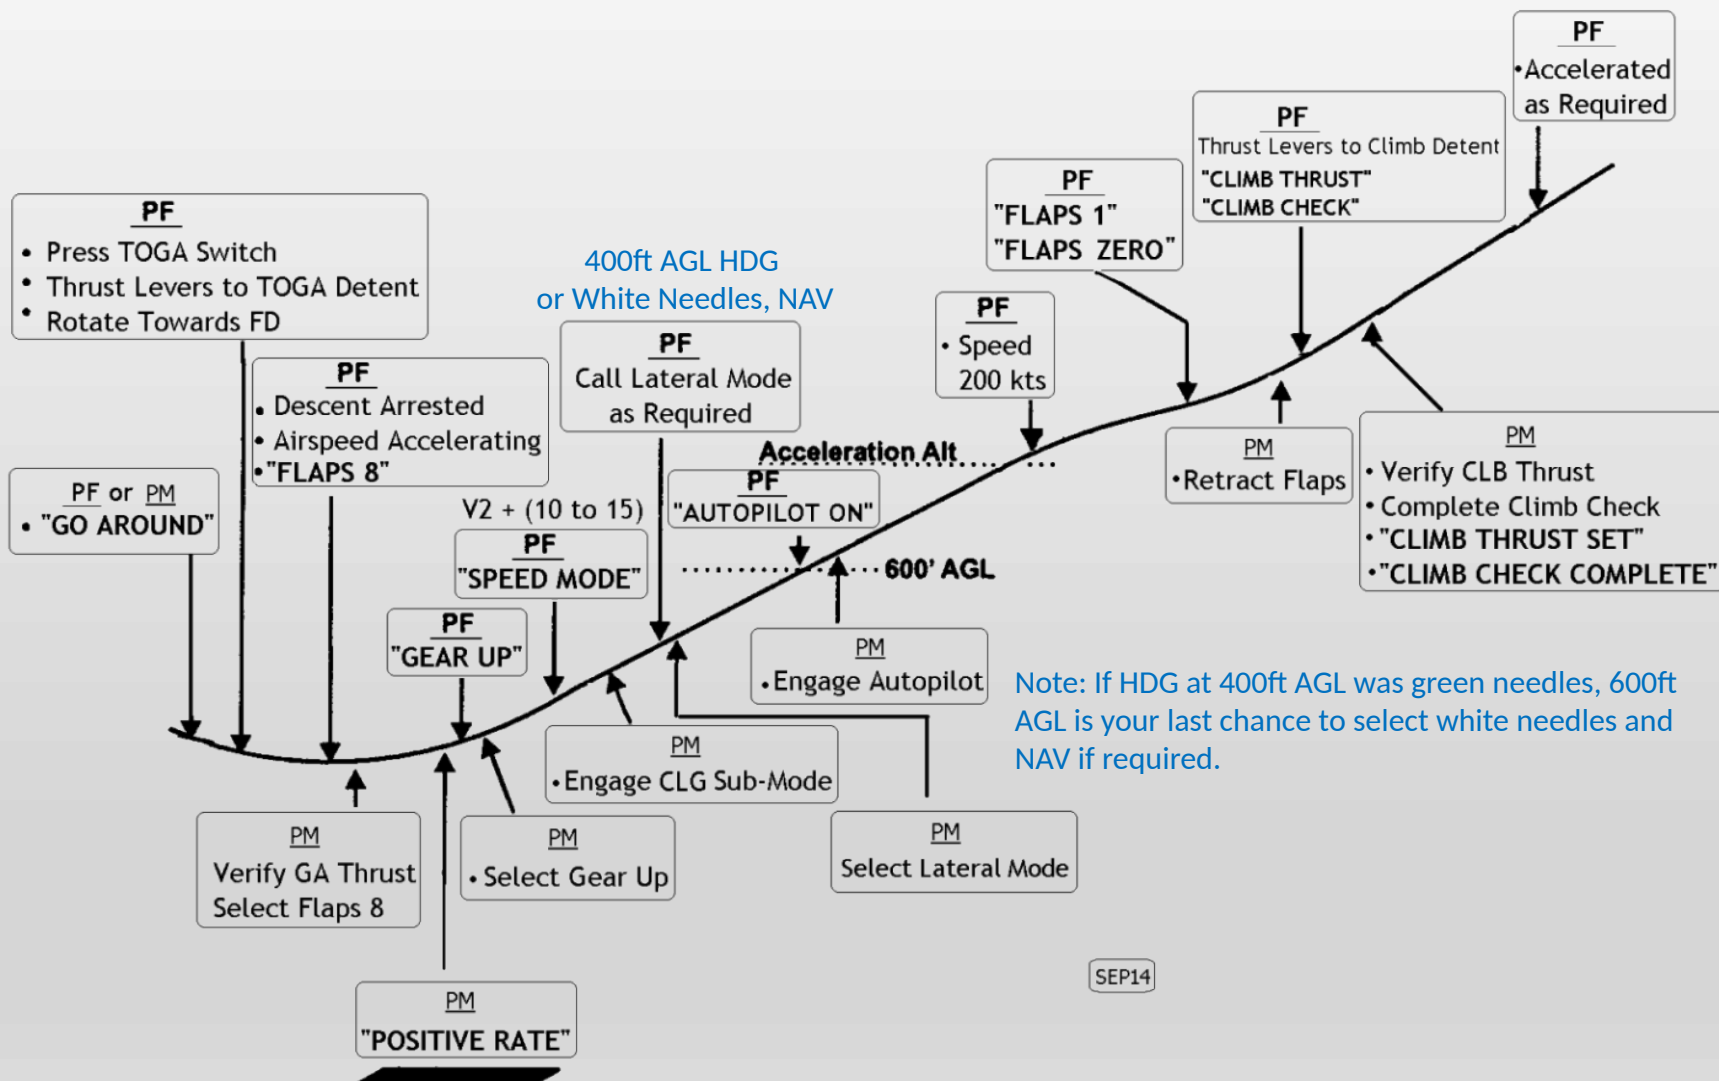 PF
•Accelerated
as Required
PF
Thrust Levers to Climb Detent
"CLIMB THRUST"
"CLIMB CHECK"
PF
"FLAPS 1"
"FLAPS ZERO"
PF
• Press TOGA Switch
• Thrust Levers to TOGA Detent
• Rotate Towards FD
400ft AGL HDG
or White Needles, NAV
PF
• Speed
200 kts
PF
Call Lateral Mode
as Required
PF
• Descent Arrested
• Airspeed Accelerating
•"FLAPS 8"
Acceleration Alt
PF
"AUTOPILOT ON"
PM
•Retract Flaps
PM
• Verify CLB Thrust
• Complete Climb Check
•"CLIMB THRUST SET"
•"CLIMB CHECK COMPLETE"
PF or PM
• "GO AROUND"
V2 + (10 to 15)
PF
"SPEED MODE"
600' AGL
PF
"GEAR UP"
PM
•Engage Autopilot
Note: If HDG at 400ft AGL was green needles, 600ft
AGL is your last chance to select white needles and
NAV if required.
PM
•Engage CLG Sub-Mode
PM
Verify GA Thrust
Select Flaps 8
PM
• Select Gear Up
PM
Select Lateral Mode
SEP14
PM
"POSITIVE RATE"